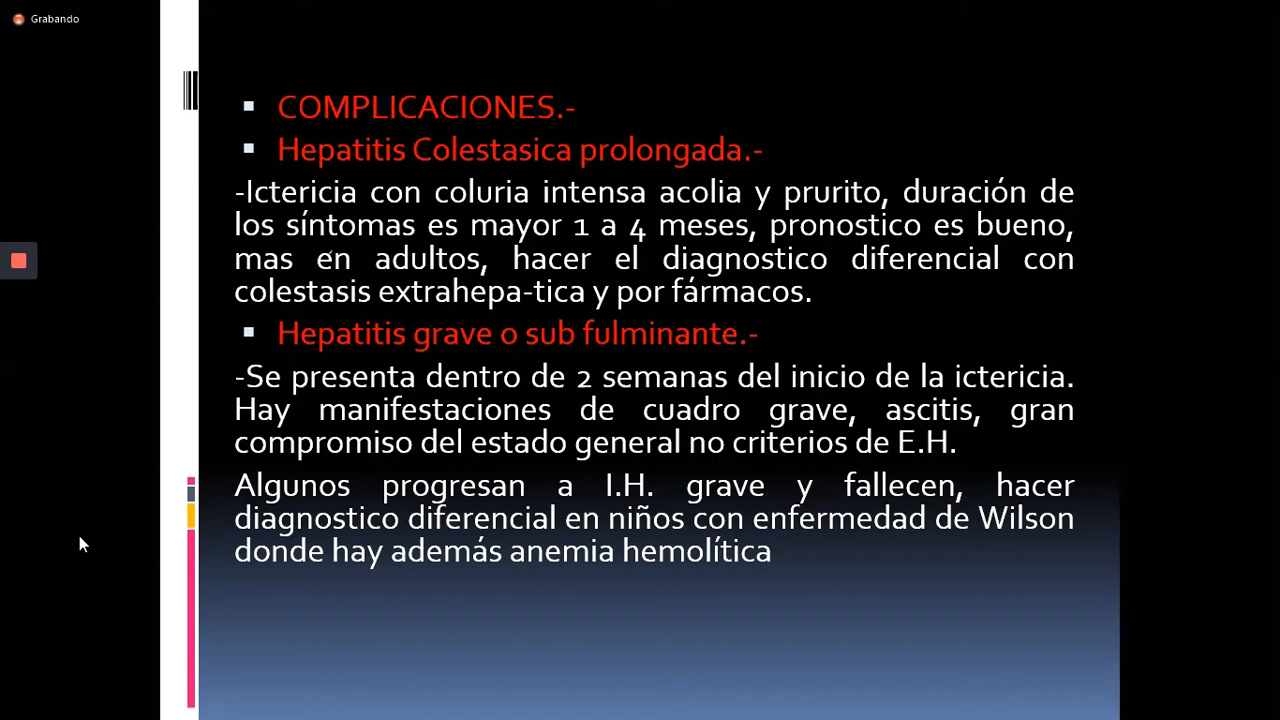 Grabando
COMPLICACIONES.-
Hepatitis Colestasica prolongada.-
-Ictericia con coluria intensa acolia y prurito, duración de
los síntomas es mayor 1 a 4 meses, pronostico es bueno,
mas en adultos, hacer el diagnostico diferencial con
colestasis extrahepa-tica y por fármacos.
Hepatitis grave o sub fulminante.-
-Se presenta dentro de 2 semanas del inicio de la ictericia.
Hay manifestaciones de cuadro grave, ascitis, gran
compromiso del estado general no criterios de E.H.
Algunos progresan a I.H. grave y fallecen, hacer
diagnostico diferencial en niños con enfermedad de Wilson
donde hay además anemia hemolítica